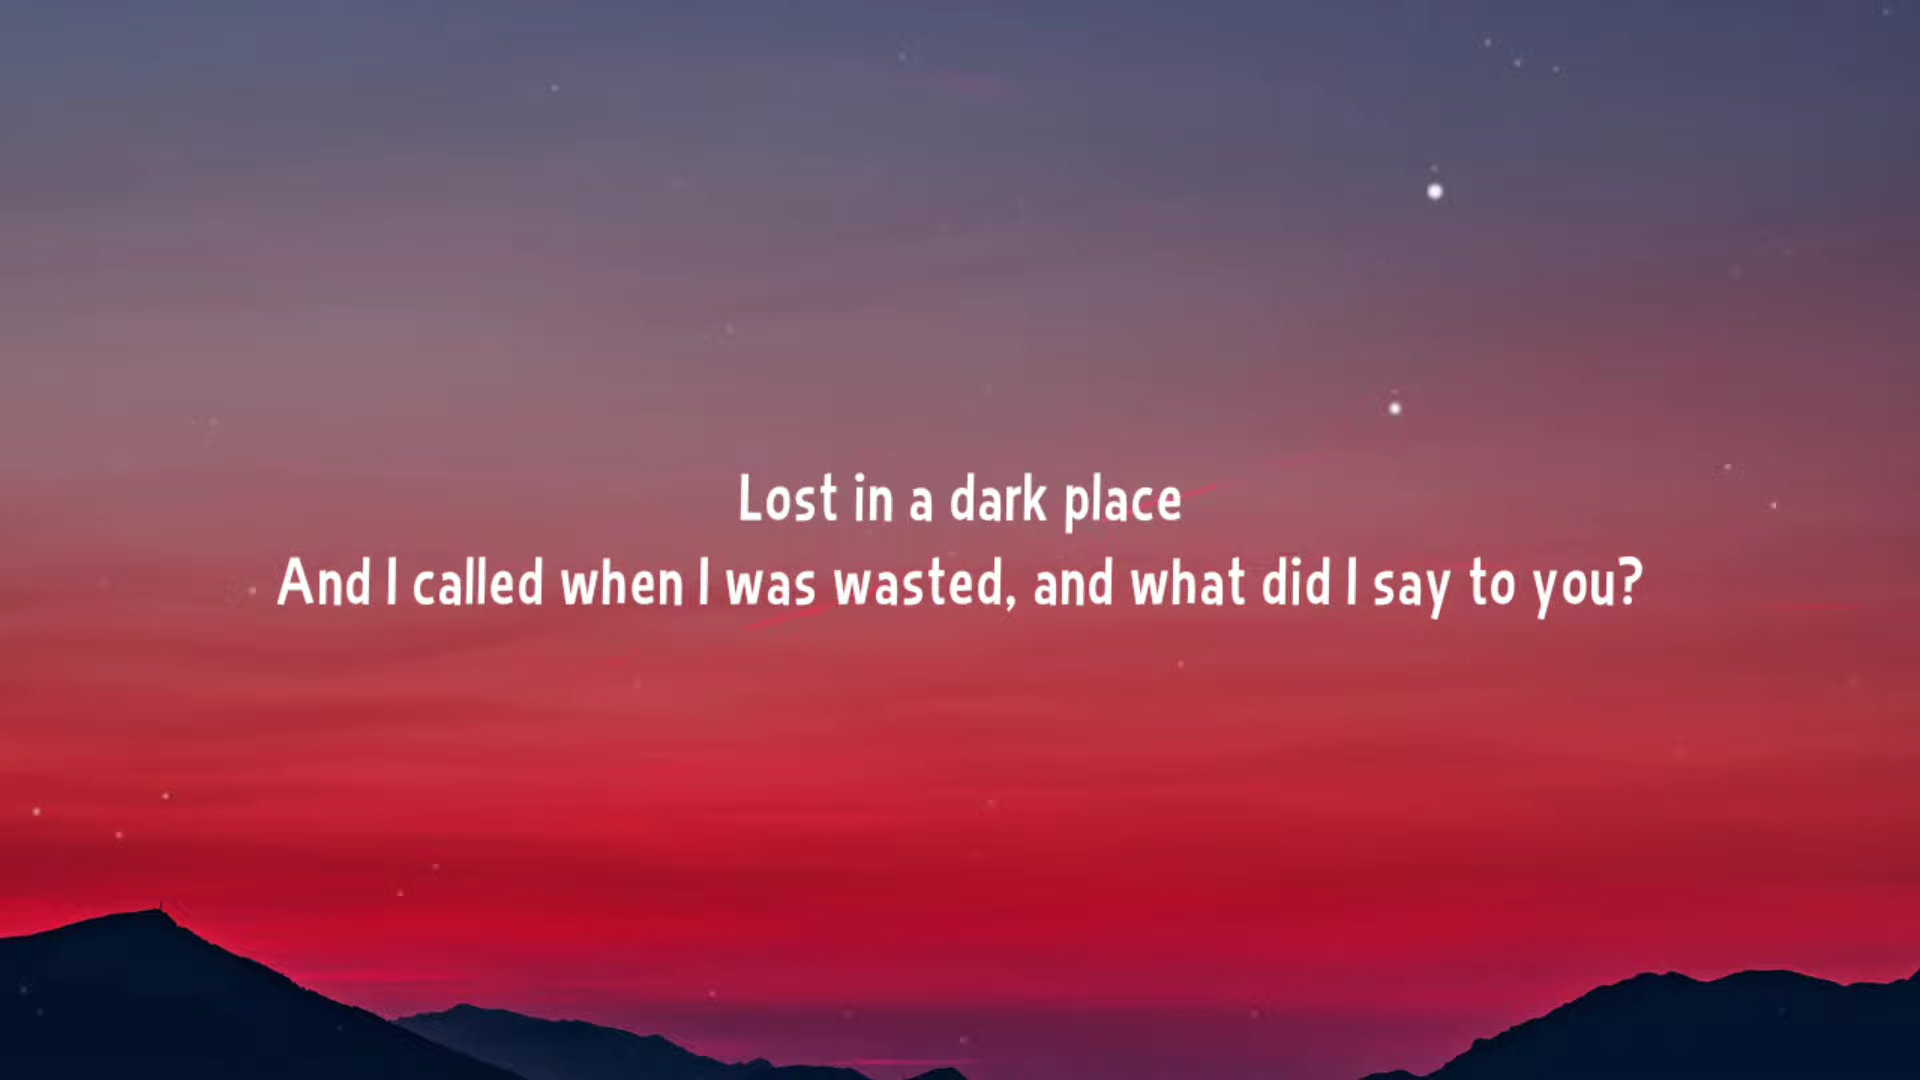 Lost in a dark place
And I called when I was wasted, and what did I say to you?